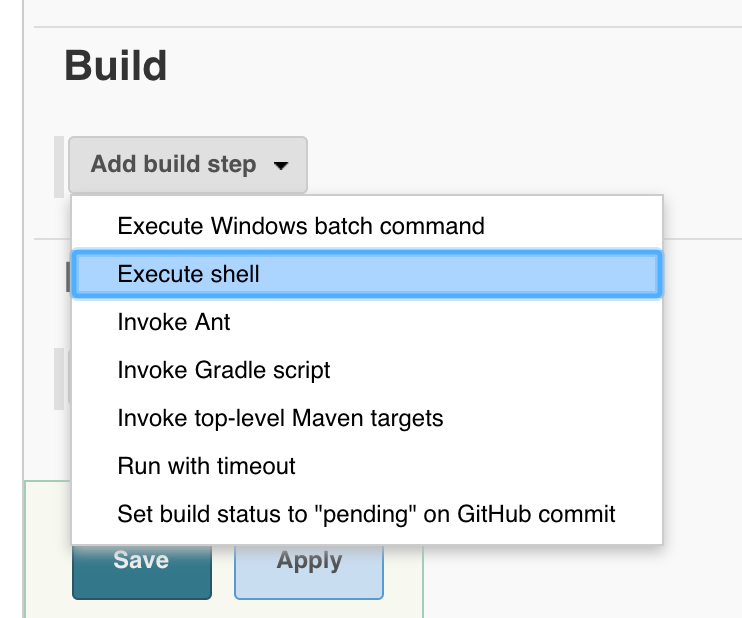 Build
Add build step
Execute Windows batch command
Execute shell
Invoke Ant
Invoke Gradle script
Invoke top-level Maven targets
Run with timeout
Set build status to "pending" on GitHub commit
Save
Apply